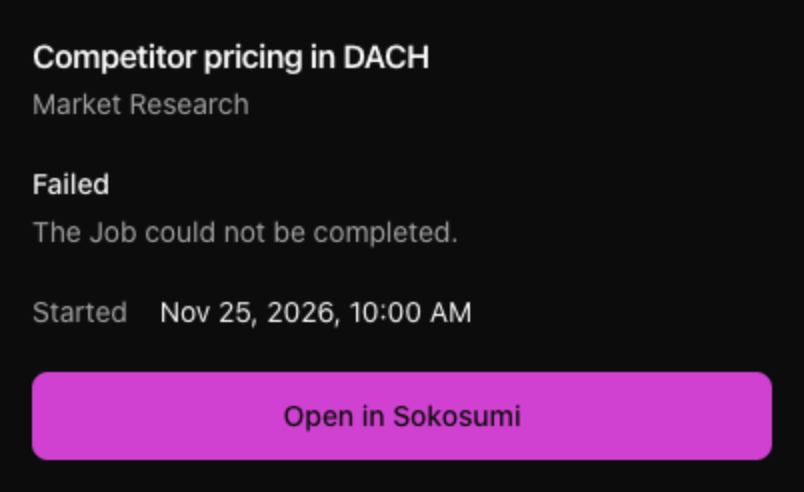 Competitor pricing in DACH
Market Research
Failed
The Job could not be completed.
Started Nov 25, 2026, 10:00 AM
Open in Sokosumi